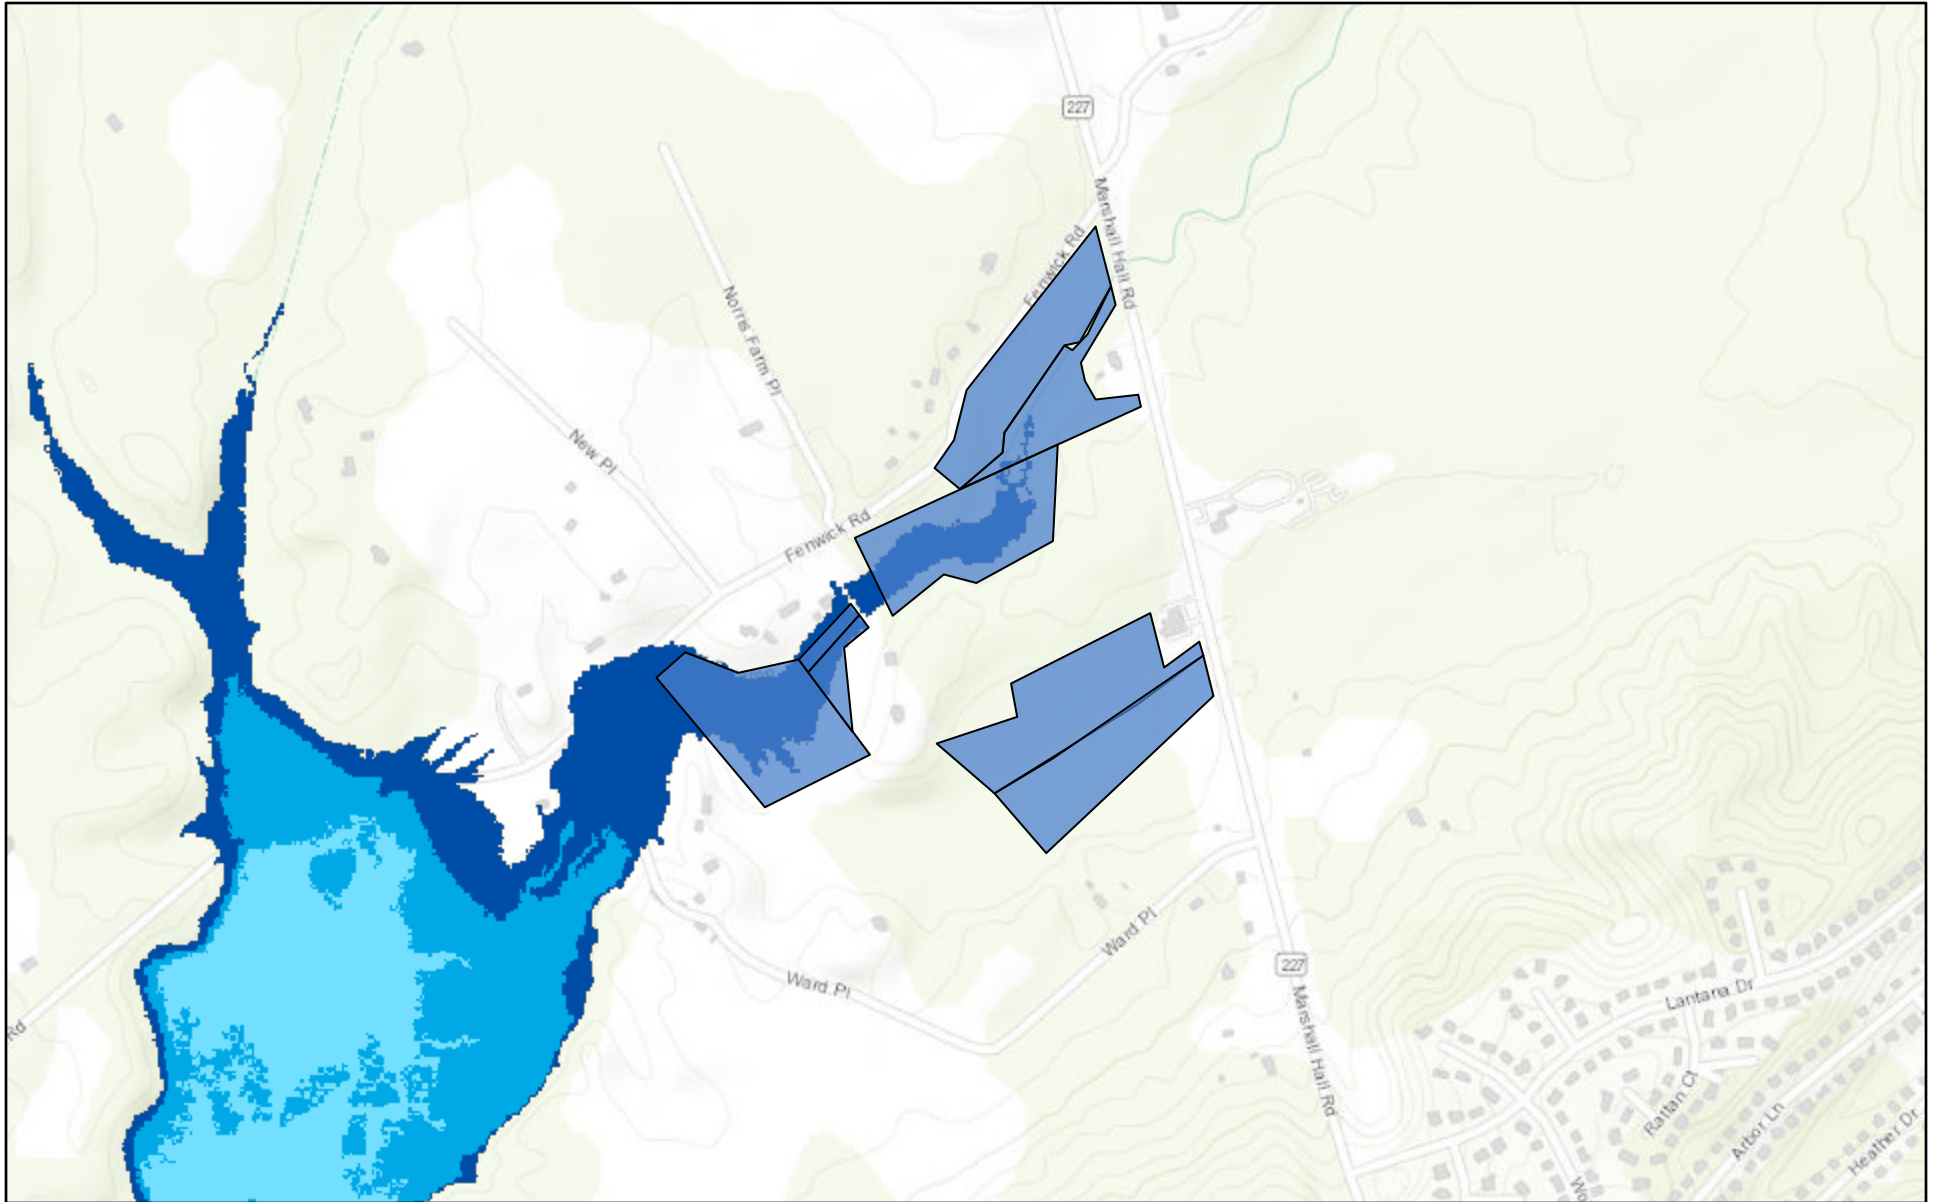 227
Marshall Hall Rd
Fenwick Rd
Norris Farm Pl
New Pl
Fenwick Rd
Ward Pl
Ward Pl
227
Marshall Hall Rd
Lantana Dr
Rd
Rattan Ct
Arbor Ln
Heather Dr
Wo